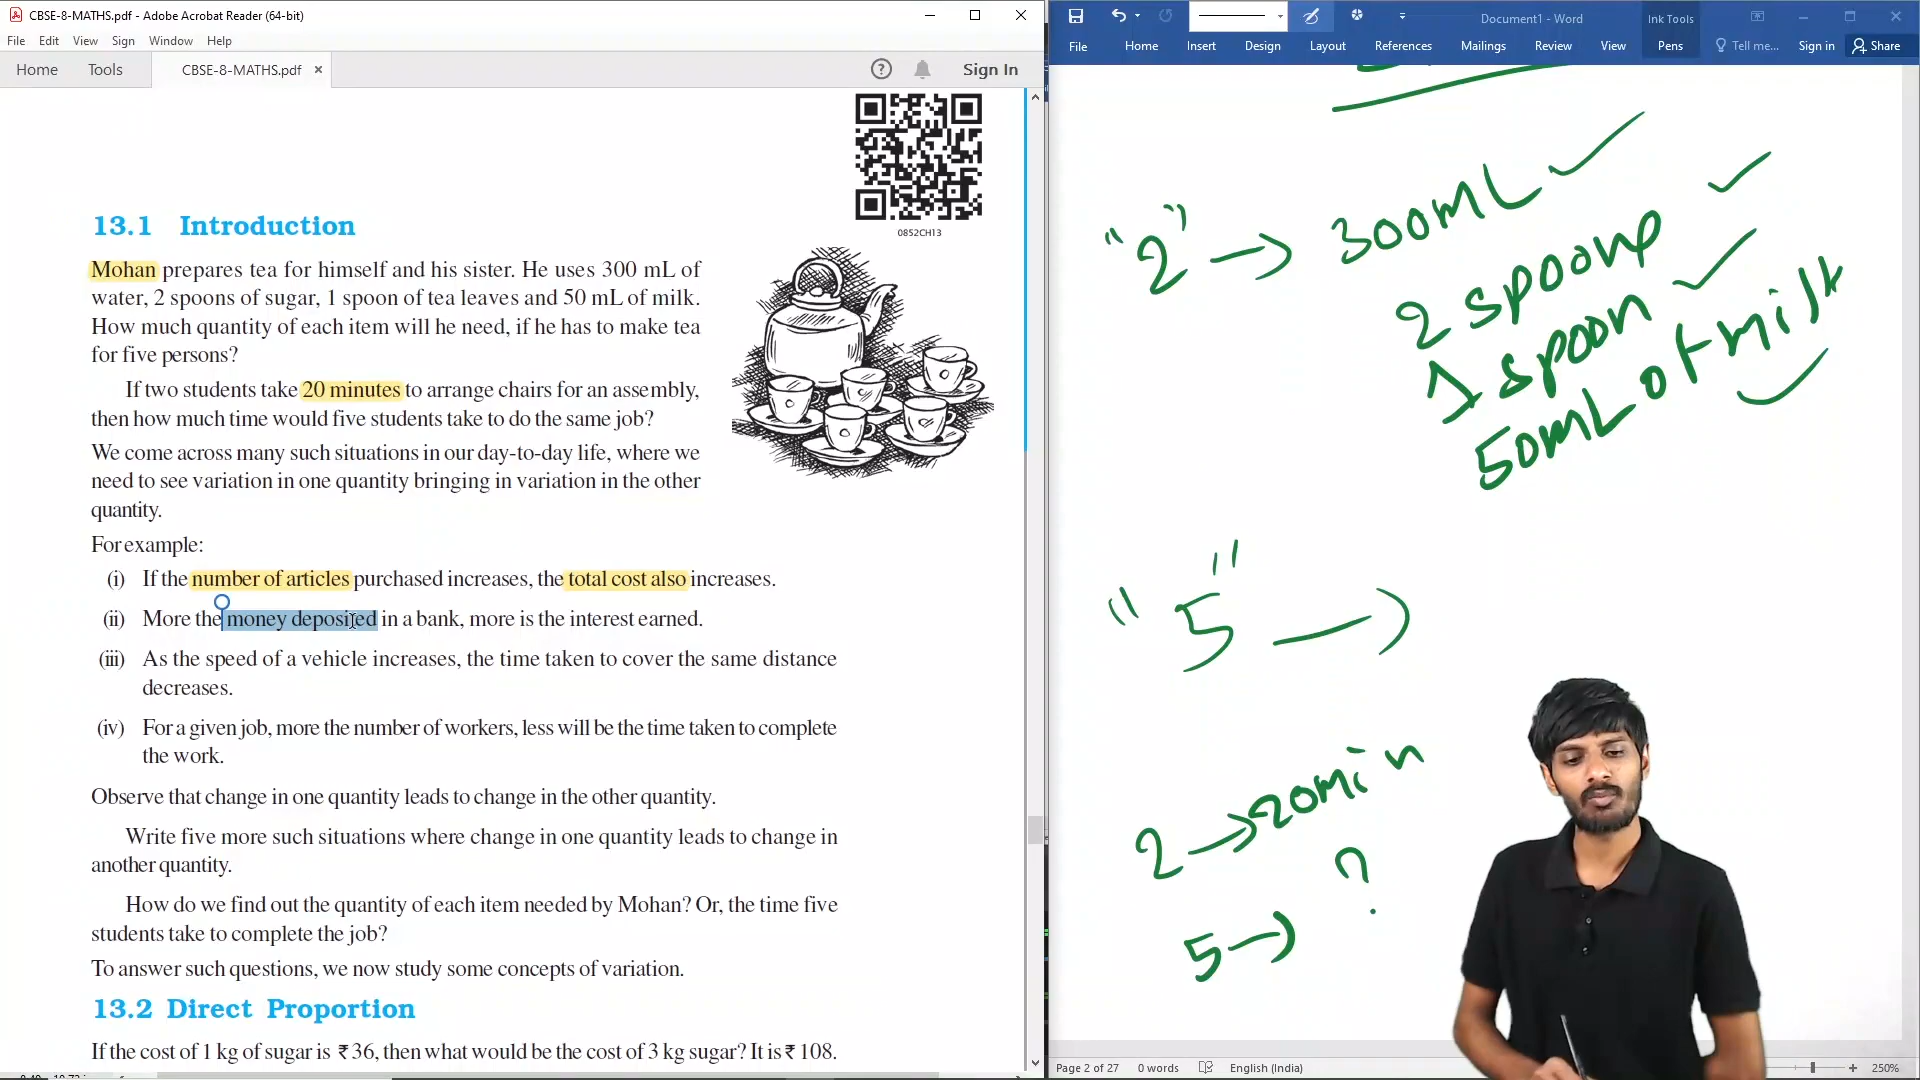 CBSE-8-MATHS.pdf - Adobe Acrobat Reader (64-bit)
File Edit View Sign Window Help
Home Tools CBSE-8-MATHS.pdf × Sign In
0852CH13
13.1 Introduction
Mohan prepares tea for himself and his sister. He uses 300 mL of
water, 2 spoons of sugar, 1 spoon of tea leaves and 50 mL of milk.
How much quantity of each item will he need, if he has to make tea
for five persons?
If two students take 20 minutes to arrange chairs for an assembly,
then how much time would five students take to do the same job?
We come across many such situations in our day-to-day life, where we
need to see variation in one quantity bringing in variation in the other
quantity.
For example:
(i) If the number of articles purchased increases, the total cost also increases.
(ii) More the money deposited in a bank, more is the interest earned.
(iii) As the speed of a vehicle increases, the time taken to cover the same distance
decreases.
(iv) For a given job, more the number of workers, less will be the time taken to complete
the work.
Observe that change in one quantity leads to change in the other quantity.
Write five more such situations where change in one quantity leads to change in
another quantity.
How do we find out the quantity of each item needed by Mohan? Or, the time five
students take to complete the job?
To answer such questions, we now study some concepts of variation.
13.2 Direct Proportion
If the cost of 1 kg of sugar is ₹ 36, then what would be the cost of 3 kg sugar? It is ₹ 108.
Document1 - Word
Ink Tools
File Home Insert Design Layout References Mailings Review View Pens Tell me... Sign in Share
"2" → 300mL
2 spoons
1 spoon
50mL of milk
"5" →
2 → 20min
5 → ?
Page 2 of 27 0 words English (India) 250%